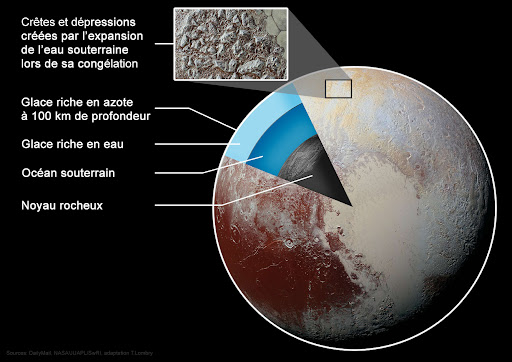 Crêtes et dépressions
créées par l'expansion
de l'eau souterraine
lors de sa congélation
Glace riche en azote
à 100 km de profondeur
Glace riche en eau
Océan souterrain
Noyau rocheux
Sources: DailyMail, NASA/JUAPL/SwRI; adaptation T.Lombry